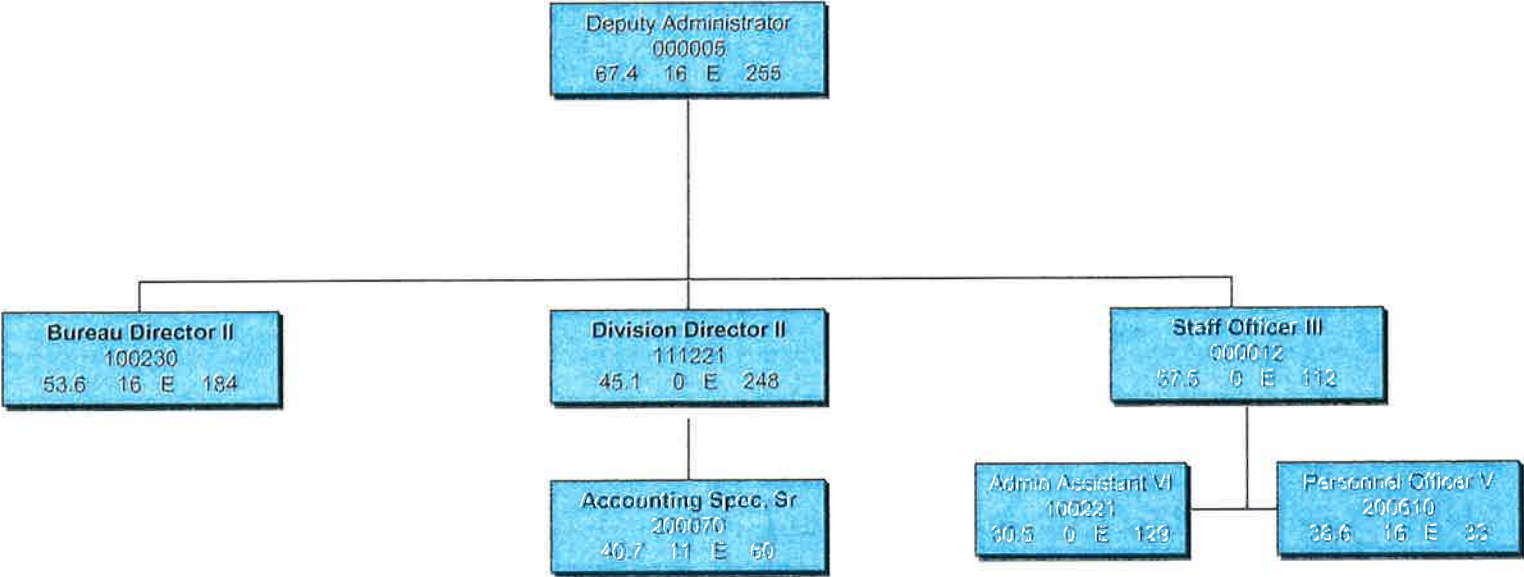 Deputy Administrator
000005
67.4 16 E 255
Bureau Director II
100230
53.6 16 E 184
Division Director II
111221
45.1 0 E 248
Staff Officer III
000012
57.5 0 E 112
Accounting Spec, Sr
200070
40.7 11 E 60
Admin Assistant VI
100221
30.5 0 E 129
Personnel Officer V
200610
36.6 16 E 33